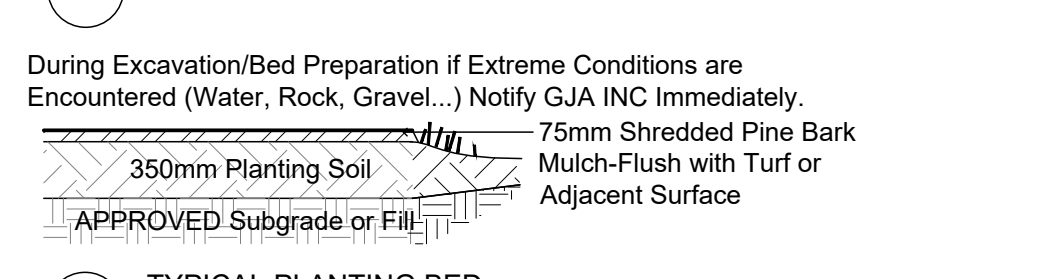 During Excavation/Bed Preparation if Extreme Conditions are
Encountered (Water, Rock, Gravel...) Notify GJA INC Immediately.
75mm Shredded Pine Bark
Mulch-Flush with Turf or
Adjacent Surface
350mm Planting Soil
APPROVED Subgrade or Fill
TYPICAL PLANTING BED